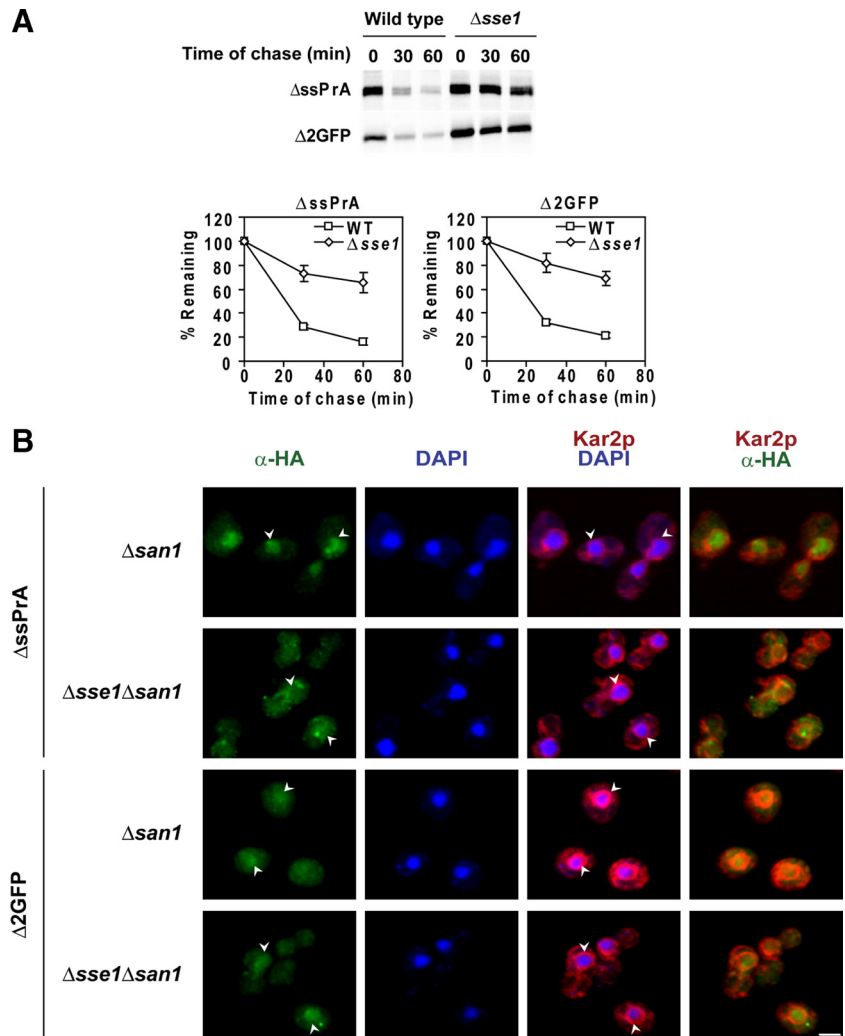 A
Wild type Δsse1
Time of chase (min) 0 30 60 0 30 60
ΔssPrA
Δ2GFP
ΔssPrA Δ2GFP
% Remaining
120
100
80
60
40
20
0
WT
Δsse1
0 20 40 60 80
Time of chase (min)
% Remaining
120
100
80
60
40
20
0
WT
Δsse1
0 20 40 60 80
Time of chase (min)
B
α-HA
DAPI
Kar2p
DAPI
Kar2p
α-HA
ΔssPrA
Δsan1
Δsse1Δsan1
Δ2GFP
Δsan1
Δsse1Δsan1